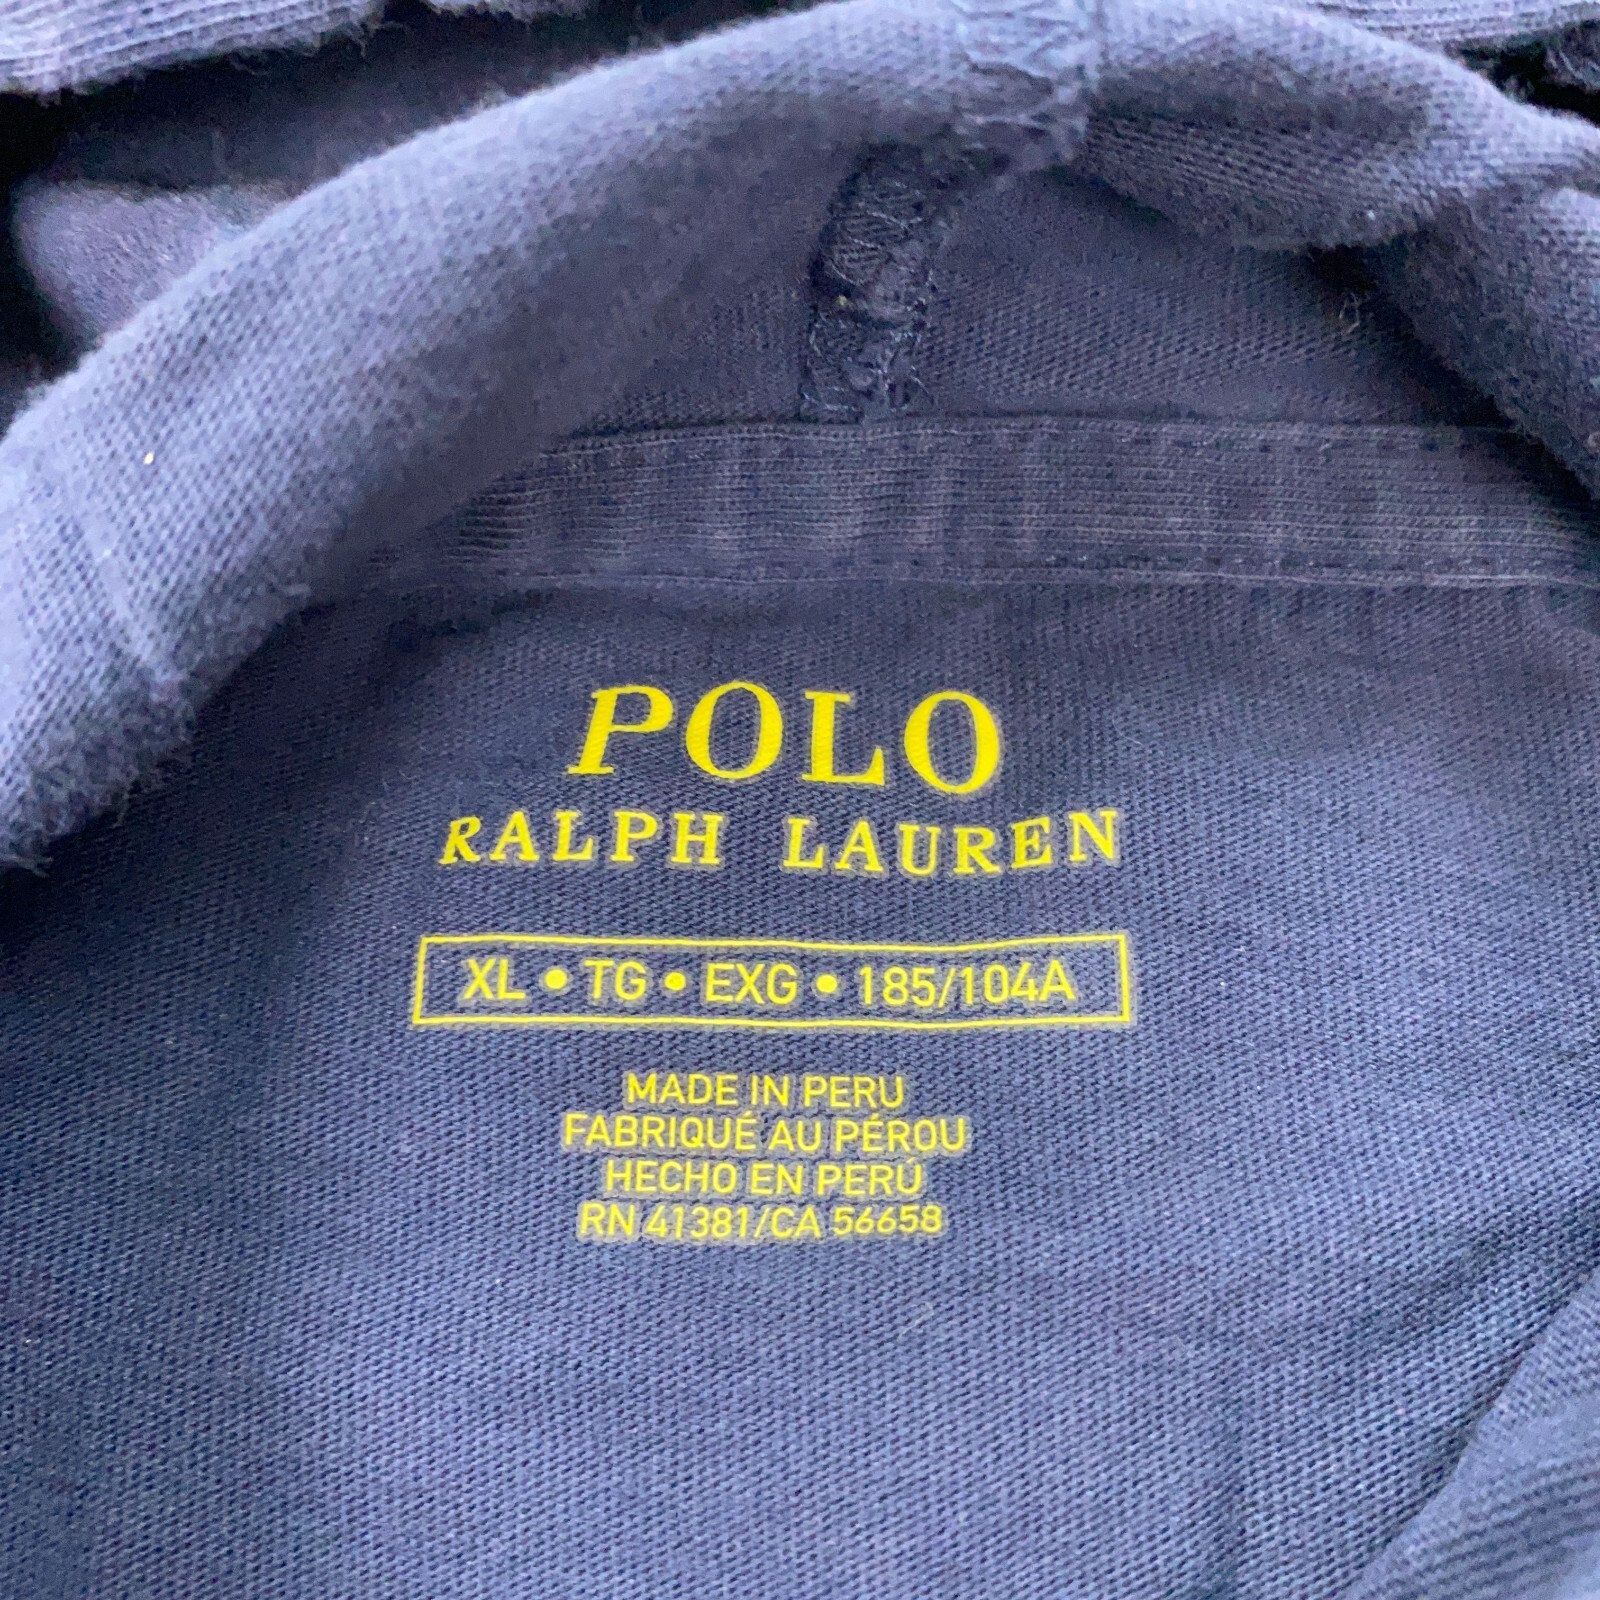 POLO
RALPH LAUREN
XL • TG • EXG • 185/104A
MADE IN PERU
FABRIQUÉ AU PÉROU
HECHO EN PERÚ
RN 41381/CA 56658